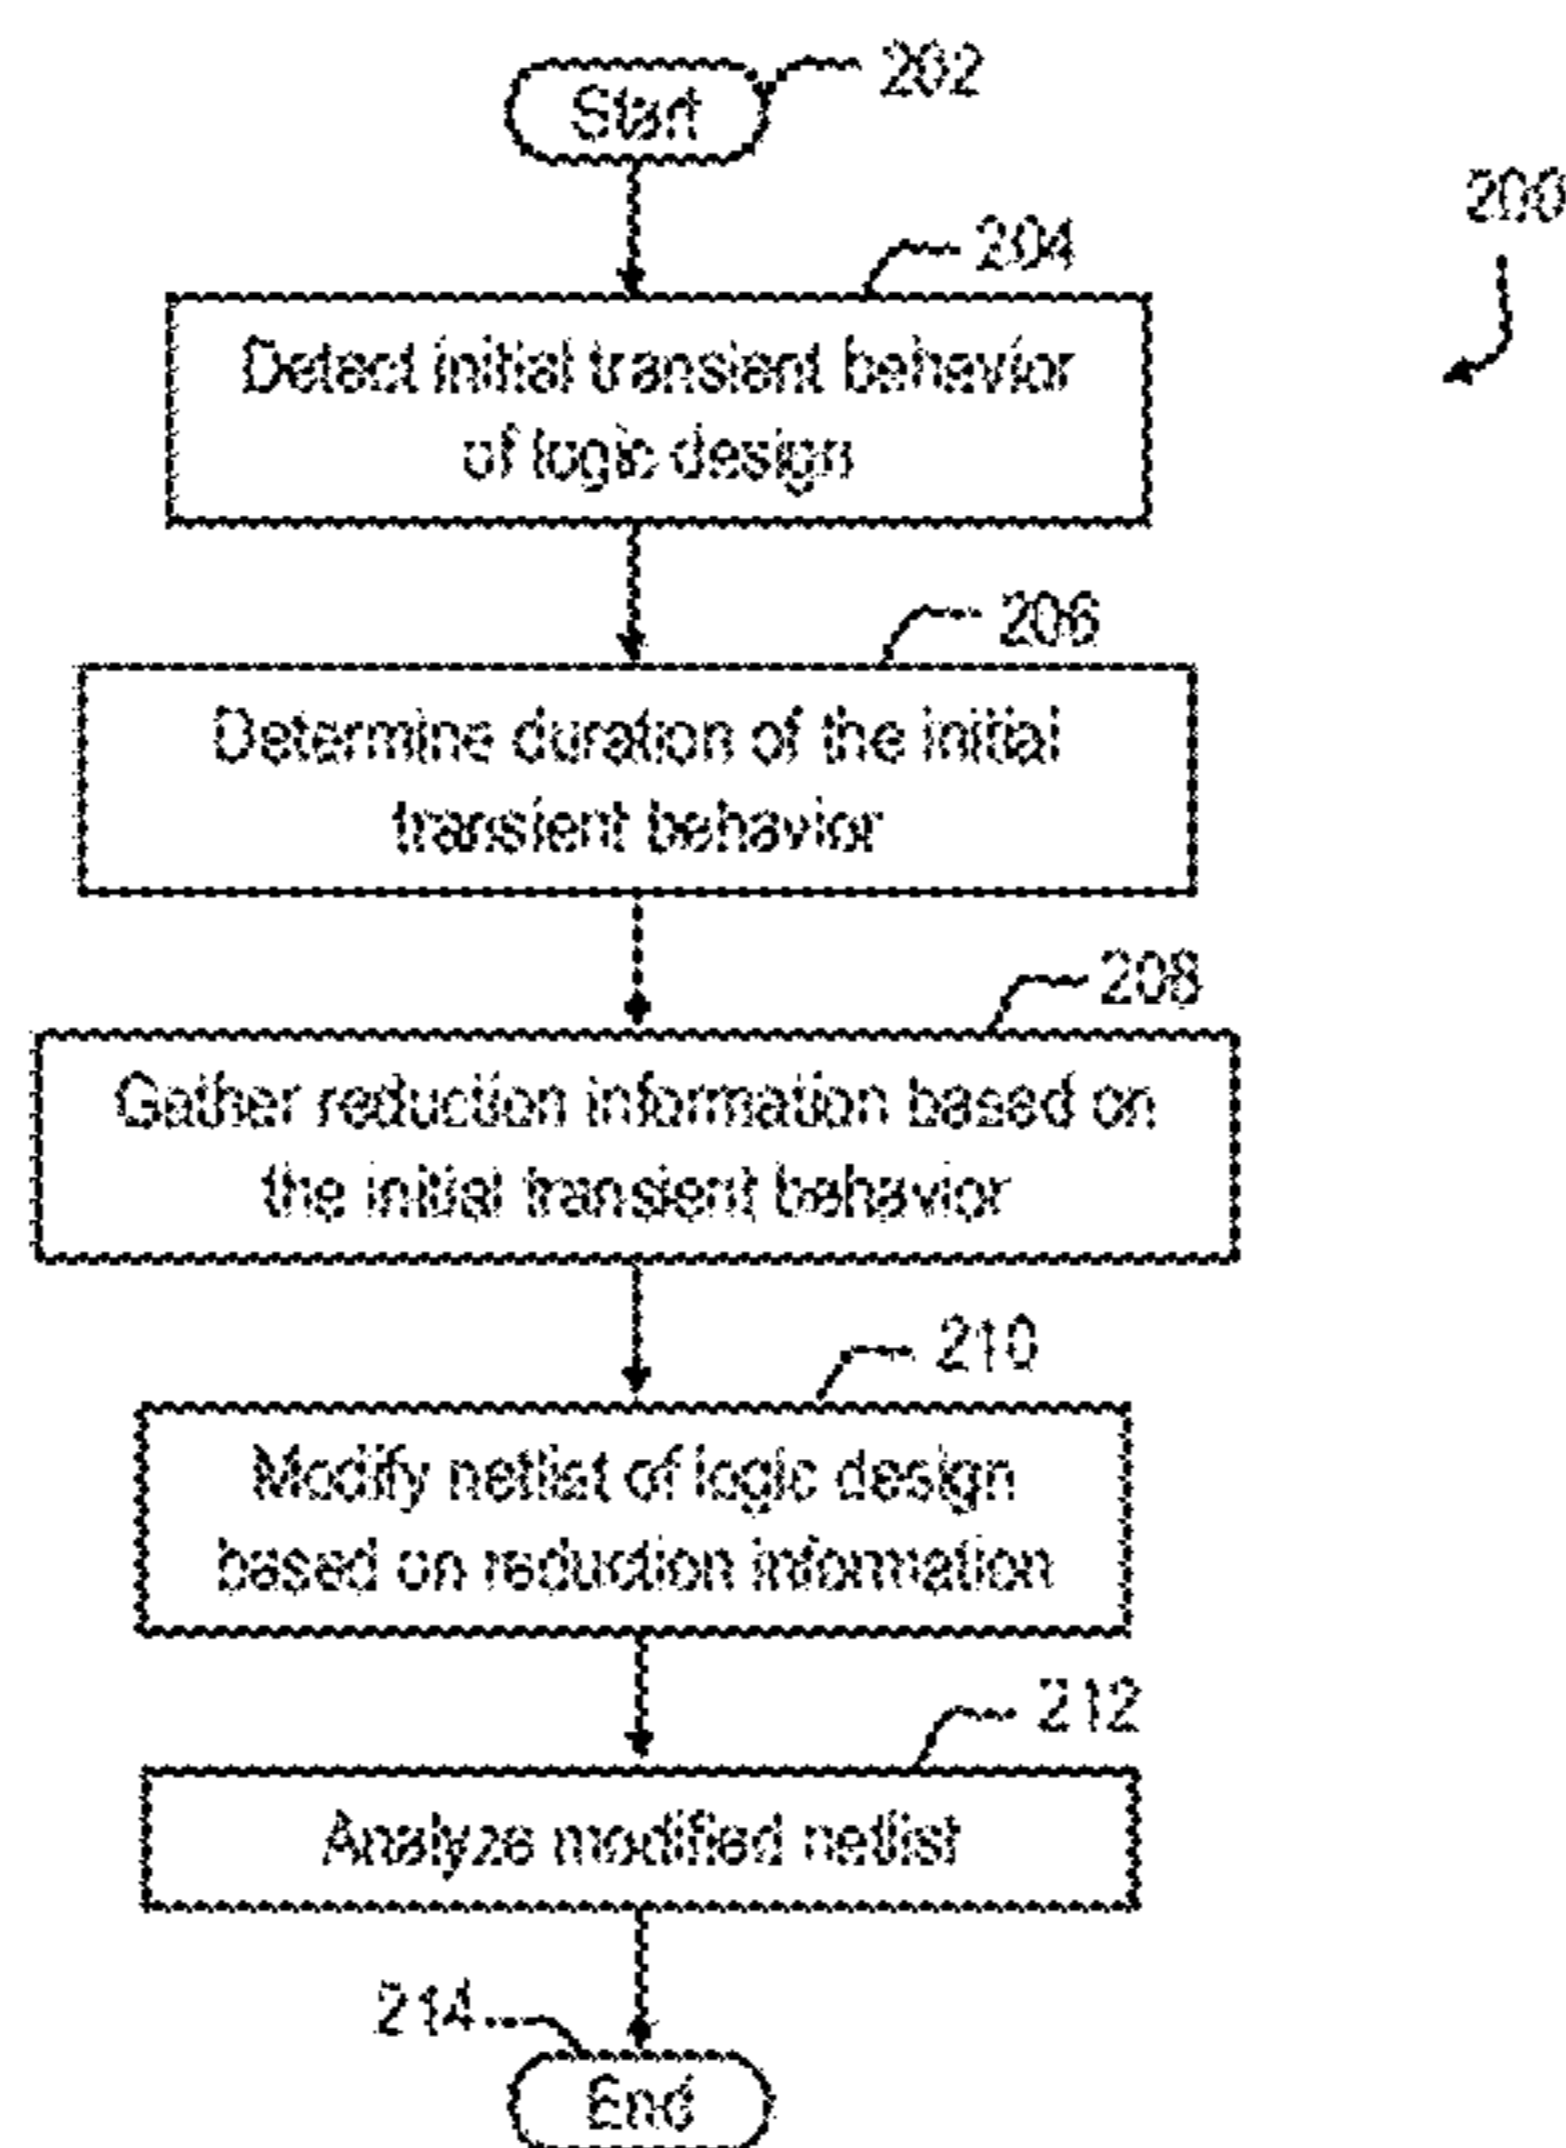 Start
202
200
204
Detect initial transient behavior
of logic design
206
Determine duration of the initial
transient behavior
208
Gather reduction information based on
the initial transient behavior
210
Modify netlist of logic design
based on reduction information
212
Analyze modified netlist
214
End